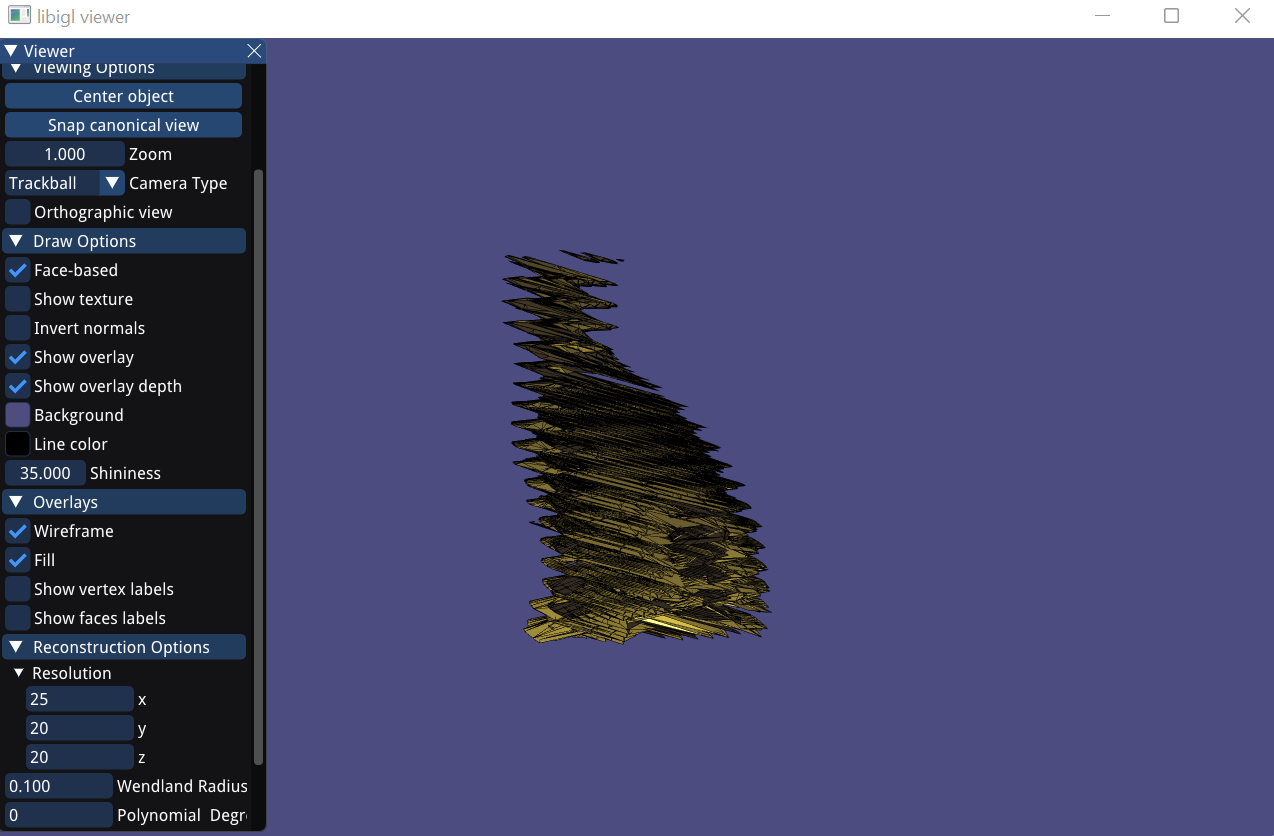 libigl viewer
Viewer
Viewing Options
Center object
Snap canonical view
1.000 Zoom
Trackball Camera Type
Orthographic view
Draw Options
Face-based
Show texture
Invert normals
Show overlay
Show overlay depth
Background
Line color
35.000 Shininess
Overlays
Wireframe
Fill
Show vertex labels
Show faces labels
Reconstruction Options
Resolution
25 x
20 y
20 z
0.100 Wendland Radius
0 Polynomial Degr